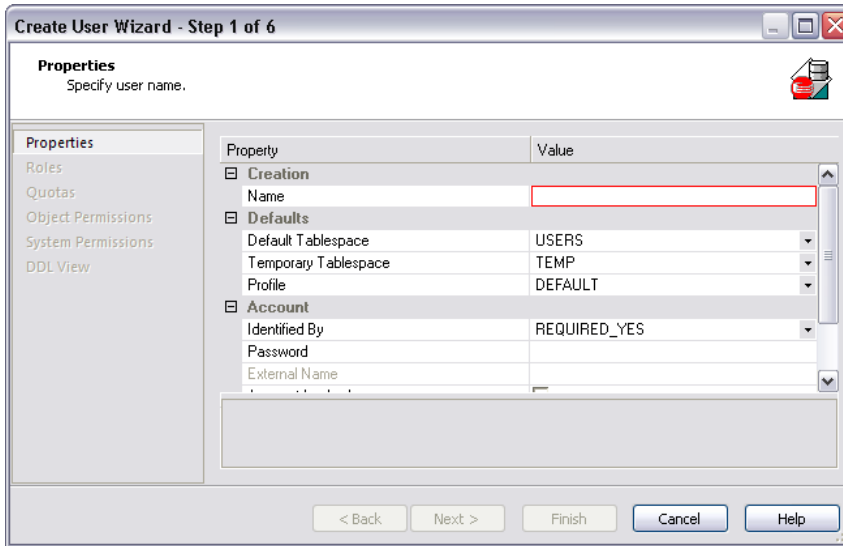 Create User Wizard - Step 1 of 6
Properties
Specify user name.
Properties
Roles
Quotas
Object Permissions
System Permissions
DDL View
Property Value
Creation
Name
Defaults
Default Tablespace USERS
Temporary Tablespace TEMP
Profile DEFAULT
Account
Identified By REQUIRED_YES
Password
External Name
< Back Next > Finish Cancel Help